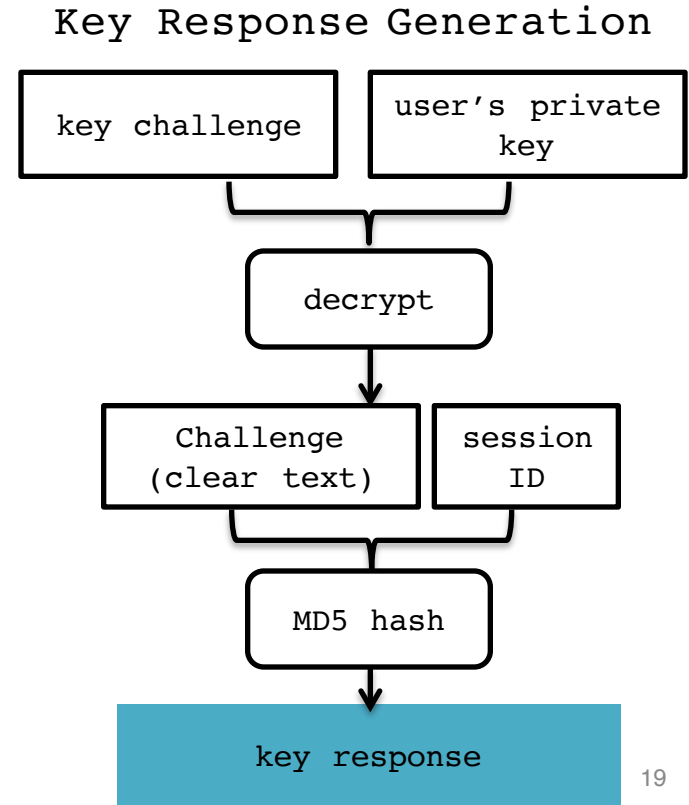 Key Response Generation
key challenge
user's private
key
decrypt
Challenge
(clear text)
session
ID
MD5 hash
key response
19